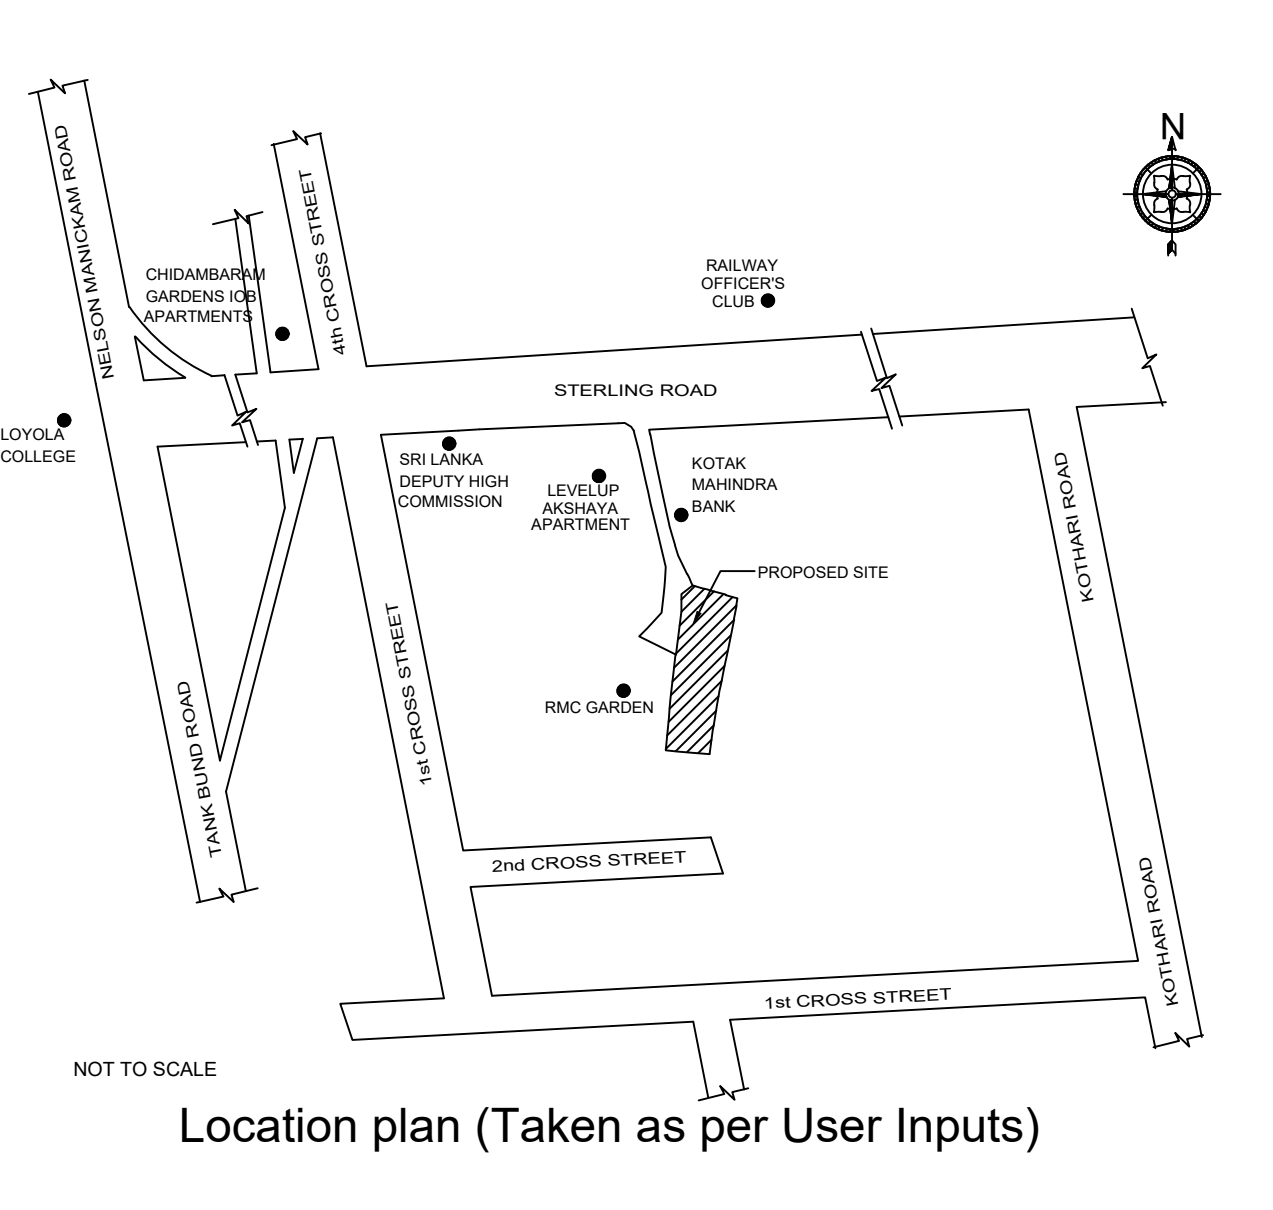 N
NELSON MANICKAM ROAD
4th CROSS STREET
CHIDAMBARAM
GARDENS IOB
APARTMENTS
RAILWAY
OFFICER'S
CLUB
STERLING ROAD
LOYOLA
COLLEGE
SRI LANKA
DEPUTY HIGH
COMMISSION
LEVELUP
AKSHAYA
APARTMENT
KOTAK
MAHINDRA
BANK
KOTHARI ROAD
PROPOSED SITE
1st CROSS STREET
RMC GARDEN
TANK BUND ROAD
2nd CROSS STREET
KOTHARI ROAD
1st CROSS STREET
NOT TO SCALE
Location plan (Taken as per User Inputs)